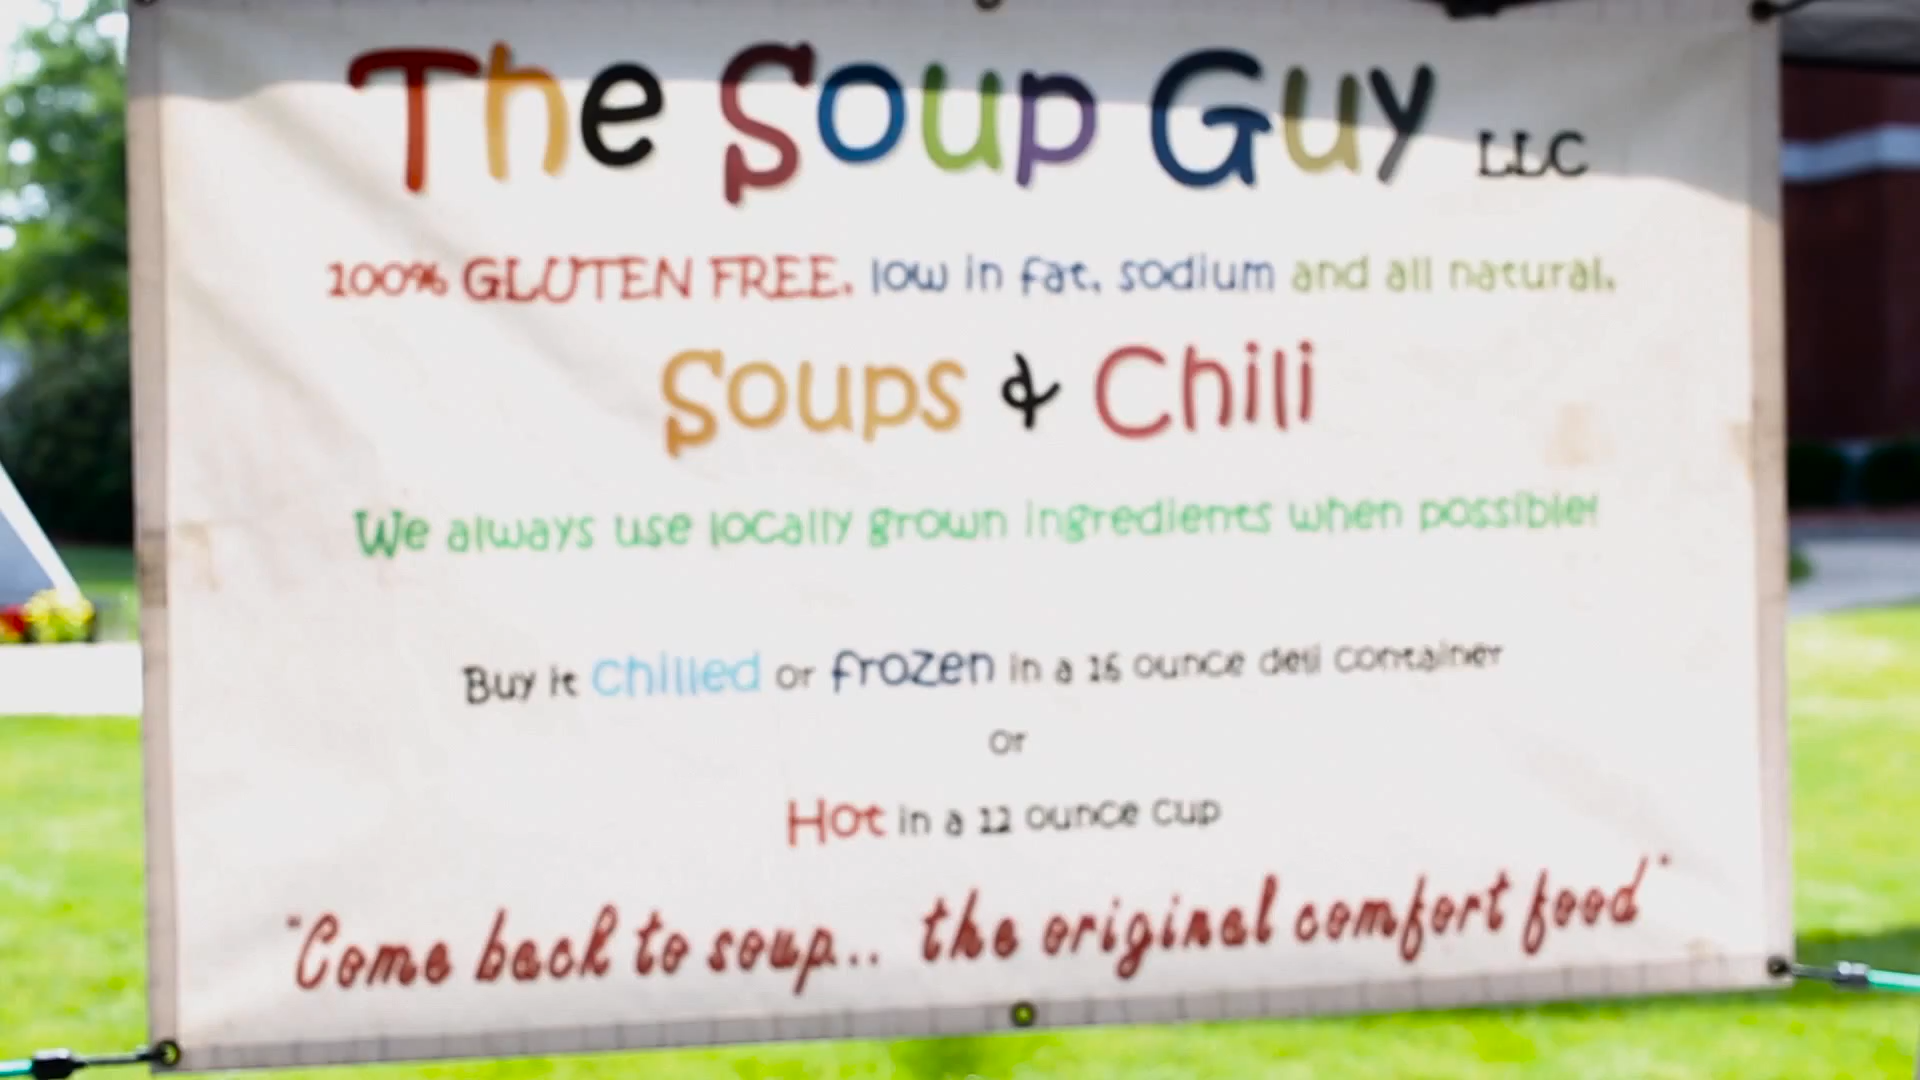 The Soup Guy LLC
100% GLUTEN FREE, low in fat, sodium and all natural.
Soups & Chili
We always use locally grown ingredients when possible!
Buy it chilled or frozen in a 16 ounce deli container
or
Hot in a 12 ounce cup
"Come back to soup.. the original comfort food"